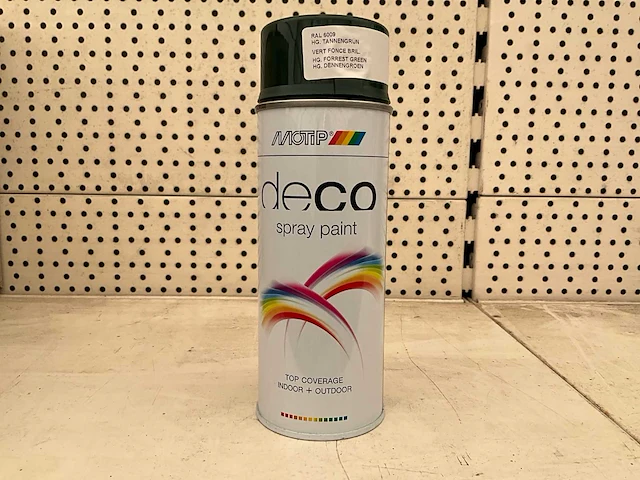 RAL 6009
HG. TANNENGRÜN
VERT FONCE BRIL.
HG. FORREST GREEN
HG. DENNENGROEN
MOTIP®
deco
spray paint
TOP COVERAGE
INDOOR + OUTDOOR